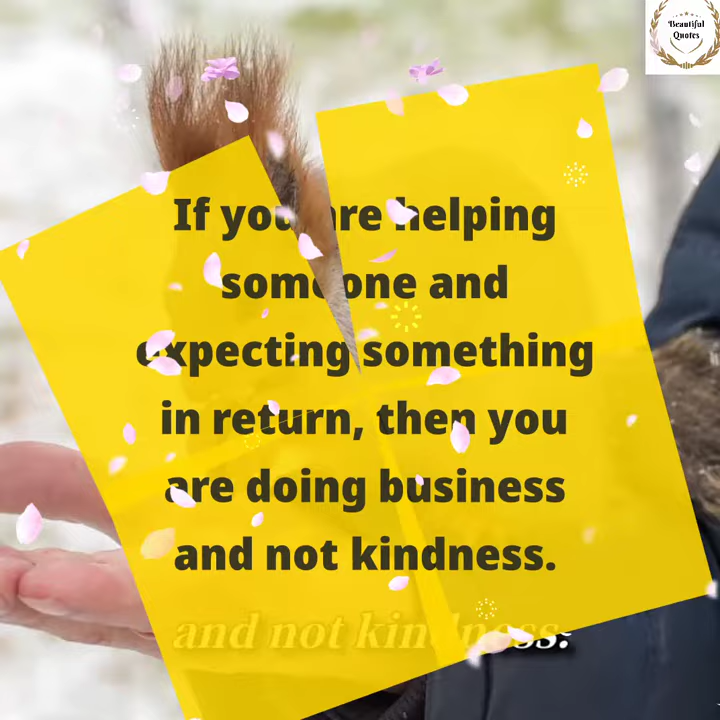 Beautiful
Quotes
If you are helping
someone and
expecting something
in return, then you
are doing business
and not kindness.
and not kindness.